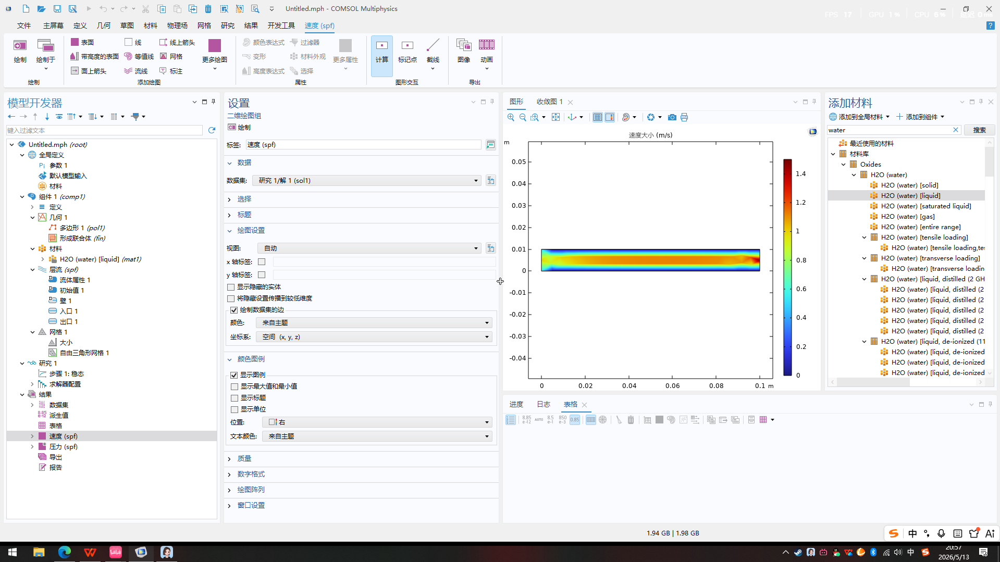 Untitled.mph - COMSOL Multiphysics
FPS 17 GPU 1% CPU 6% 延迟 0 ms
文件 主屏幕 定义 几何 草图 材料 物理场 网格 研究 结果 开发工具 速度 (spf)
绘制 绘制于
绘制
表面 线 线上箭头
带高度的表面 等值线 网格
面上箭头 流线 标注
更多绘图
添加绘图
颜色表达式 过滤器
变形 材料外观
高度表达式 选择
更多属性
属性
计算 标记点 截线
图形交互
图像 动画
导出
模型开发器
键入过滤文本
Untitled.mph (root)
全局定义
Pi 参数 1
默认模型输入
材料
组件 1 (comp1)
定义
几何 1
多边形 1 (pol1)
形成联合体 (fin)
材料
H2O (water) [liquid] (mat1)
层流 (spf)
流体属性 1
初始值 1
壁 1
入口 1
出口 1
网格 1
大小
自由三角形网格 1
研究 1
步骤 1: 稳态
求解器配置
结果
数据集
8.85
e-12 派生值
表格
速度 (spf)
压力 (spf)
导出
报告
设置
二维绘图组
绘制
标签: 速度 (spf)
数据
数据集: 研究 1/解 1 (sol1)
选择
标题
绘图设置
视图: 自动
x 轴标签:
y 轴标签:
显示隐藏的实体
将隐藏设置传播到较低维度
绘制数据集的边
颜色: 来自主题
坐标系: 空间 (x, y, z)
颜色图例
显示图例
显示最大值和最小值
显示标题
显示单位
位置: 右
文本颜色: 来自主题
质量
数字格式
绘图阵列
窗口设置
图形 收敛图 1
速度大小 (m/s)
m
0.05
0.04
0.03
0.02
0.01
0
-0.01
-0.02
-0.03
-0.04
0 0.02 0.04 0.06 0.08 0.1 m
1.4
1.2
1
0.8
0.6
0.4
0.2
0
进度 日志 表格
8.85
e-12 AUTO 8.5
e-1 850
e-3 0.85
添加材料
添加到全局材料 添加到组件
water 搜索
最近使用的材料
材料库
Oxides
H2O (water)
H2O (water) [solid]
H2O (water) [liquid]
H2O (water) [saturated liquid]
H2O (water) [gas]
H2O (water) [entire range]
H2O (water) [tensile loading]
H2O (water) [tensile loading,tes
H2O (water) [transverse loading]
H2O (water) [transverse loadin
H2O (water) [liquid, distilled (2 GH
H2O (water) [liquid, distilled (2
H2O (water) [liquid, distilled (2
H2O (water) [liquid, distilled (2
H2O (water) [liquid, distilled (2
H2O (water) [liquid, distilled (2
H2O (water) [liquid, de-ionized (11
H2O (water) [liquid, de-ionized
H2O (water) [liquid, de-ionized
H2O (water) [liquid, de-ionized
1.94 GB | 1.98 GB
中
中
20:57
2026/5/13